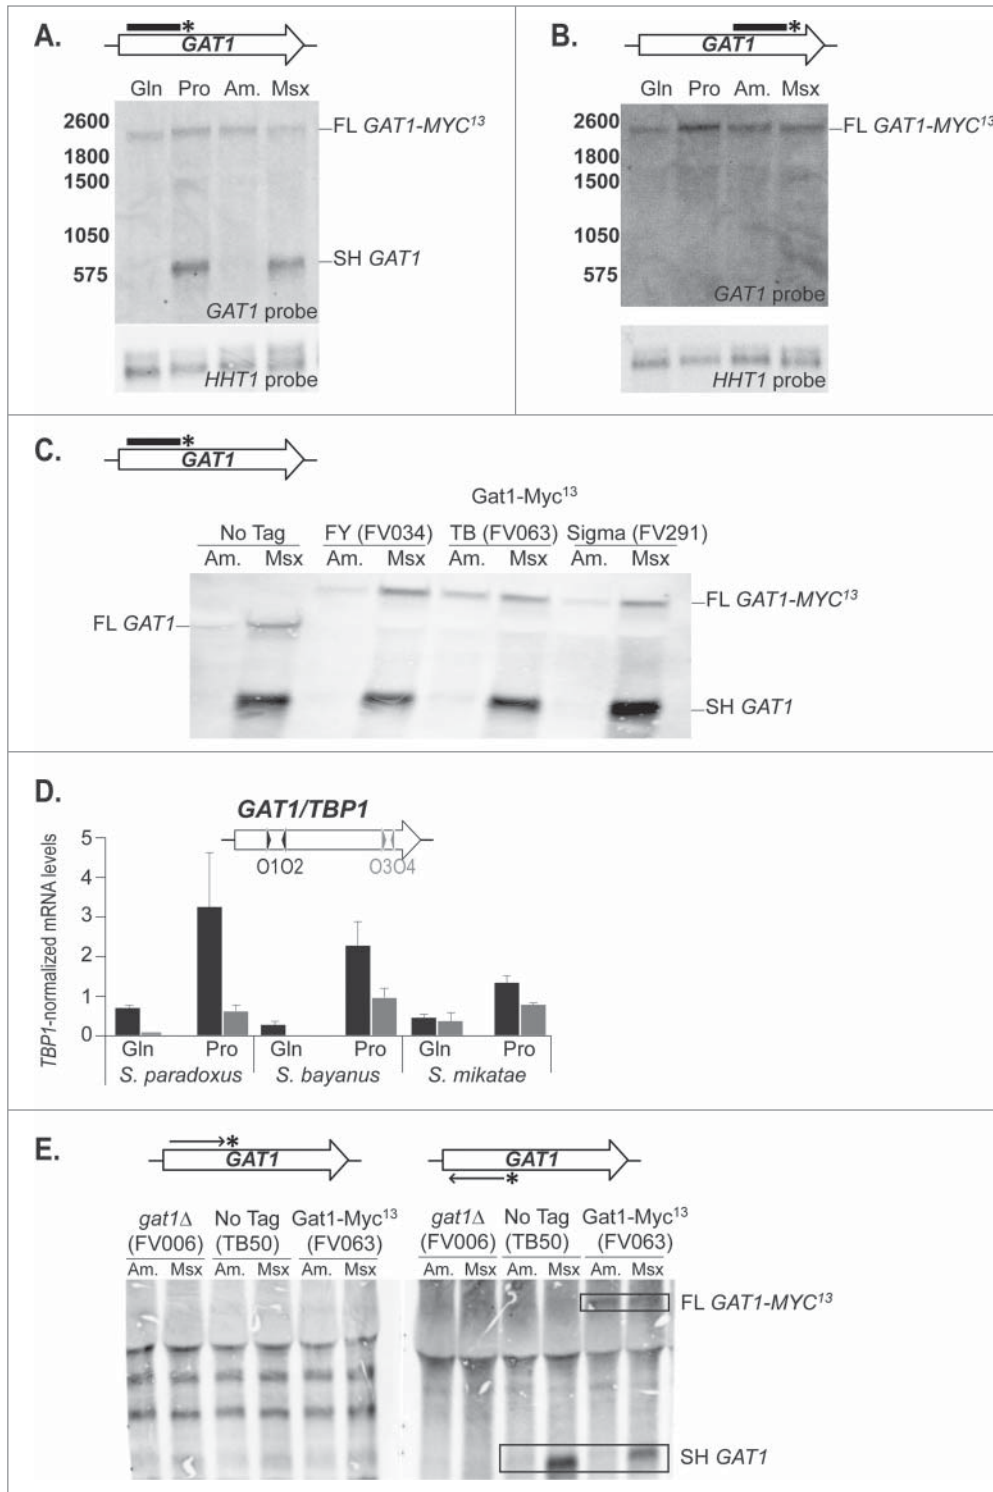 A.
*
GAT1
Gln Pro Am. Msx
2600
1800
1500
1050
575
FL GAT1-MYC¹³
SH GAT1
GAT1 probe
HHT1 probe
B.
*
GAT1
Gln Pro Am. Msx
2600
1800
1500
1050
575
FL GAT1-MYC¹³
GAT1 probe
HHT1 probe
C.
*
GAT1
Gat1-Myc¹³
No Tag FY (FV034) TB (FV063) Sigma (FV291)
Am. Msx Am. Msx Am. Msx Am. Msx
FL GAT1-MYC¹³
FL GAT1
SH GAT1
D.
GAT1/TBP1
O1O2 O3O4
TBP1-normalized mRNA levels
5
4
3
2
1
0
Gln Pro Gln Pro Gln Pro
S. paradoxus S. bayanus S. mikatae
E.
*
GAT1
GAT1
*
gat1Δ No Tag Gat1-Myc¹³ gat1Δ No Tag Gat1-Myc¹³
(FV006) (TB50) (FV063) (FV006) (TB50) (FV063)
Am. Msx Am. Msx Am. Msx Am. Msx Am. Msx Am. Msx
FL GAT1-MYC¹³
SH GAT1